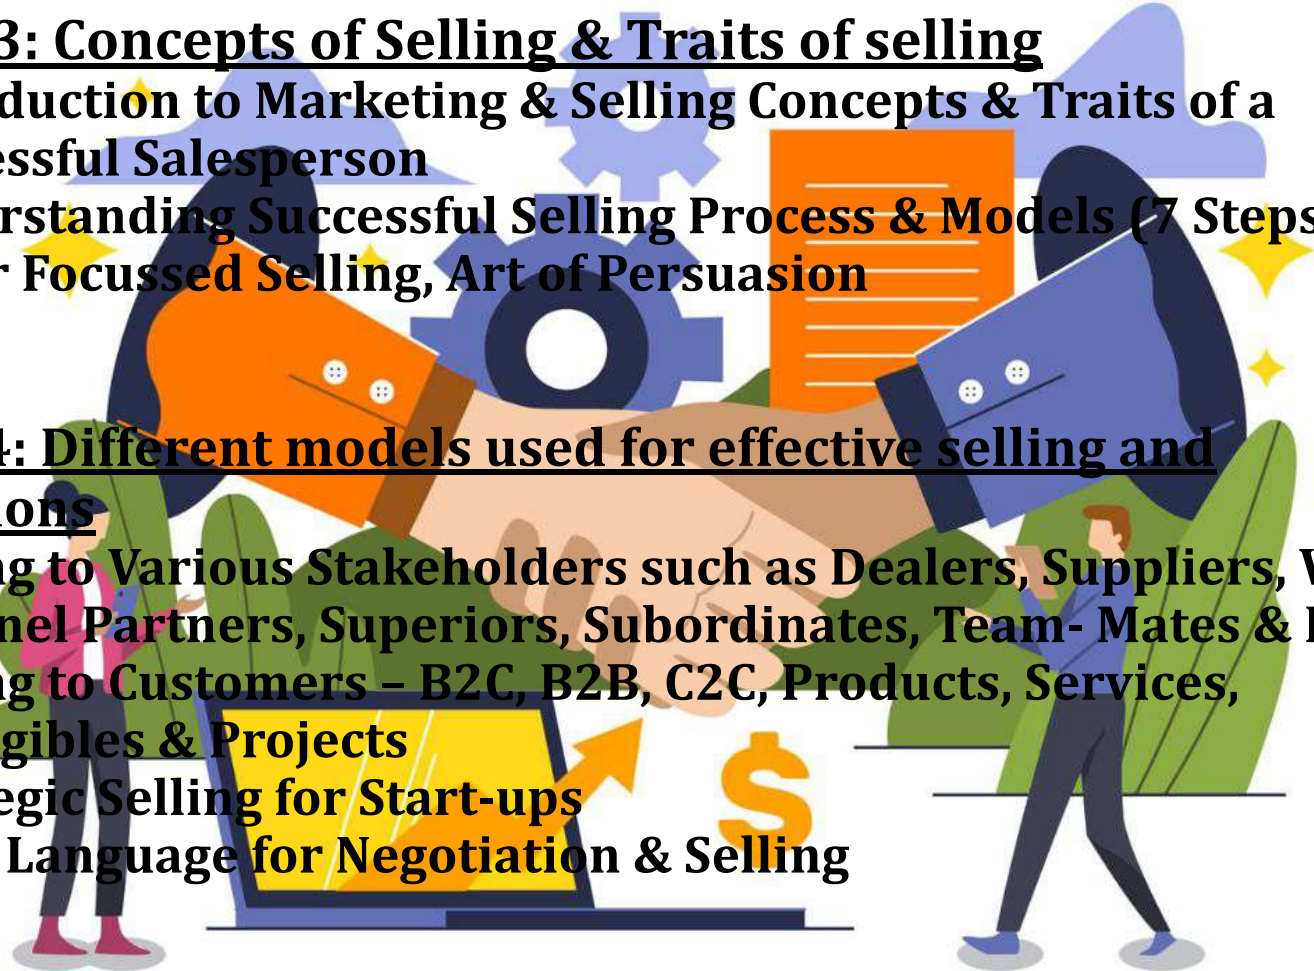 3: Concepts of Selling & Traits of selling
duction to Marketing & Selling Concepts & Traits of a
essful Salesperson
rstanding Successful Selling Process & Models (7 Steps
r Focussed Selling, Art of Persuasion
4: Different models used for effective selling and
ions
ng to Various Stakeholders such as Dealers, Suppliers,
nel Partners, Superiors, Subordinates, Team- Mates &
ng to Customers – B2C, B2B, C2C, Products, Services,
gibles & Projects
egic Selling for Start-ups
Language for Negotiation & Selling